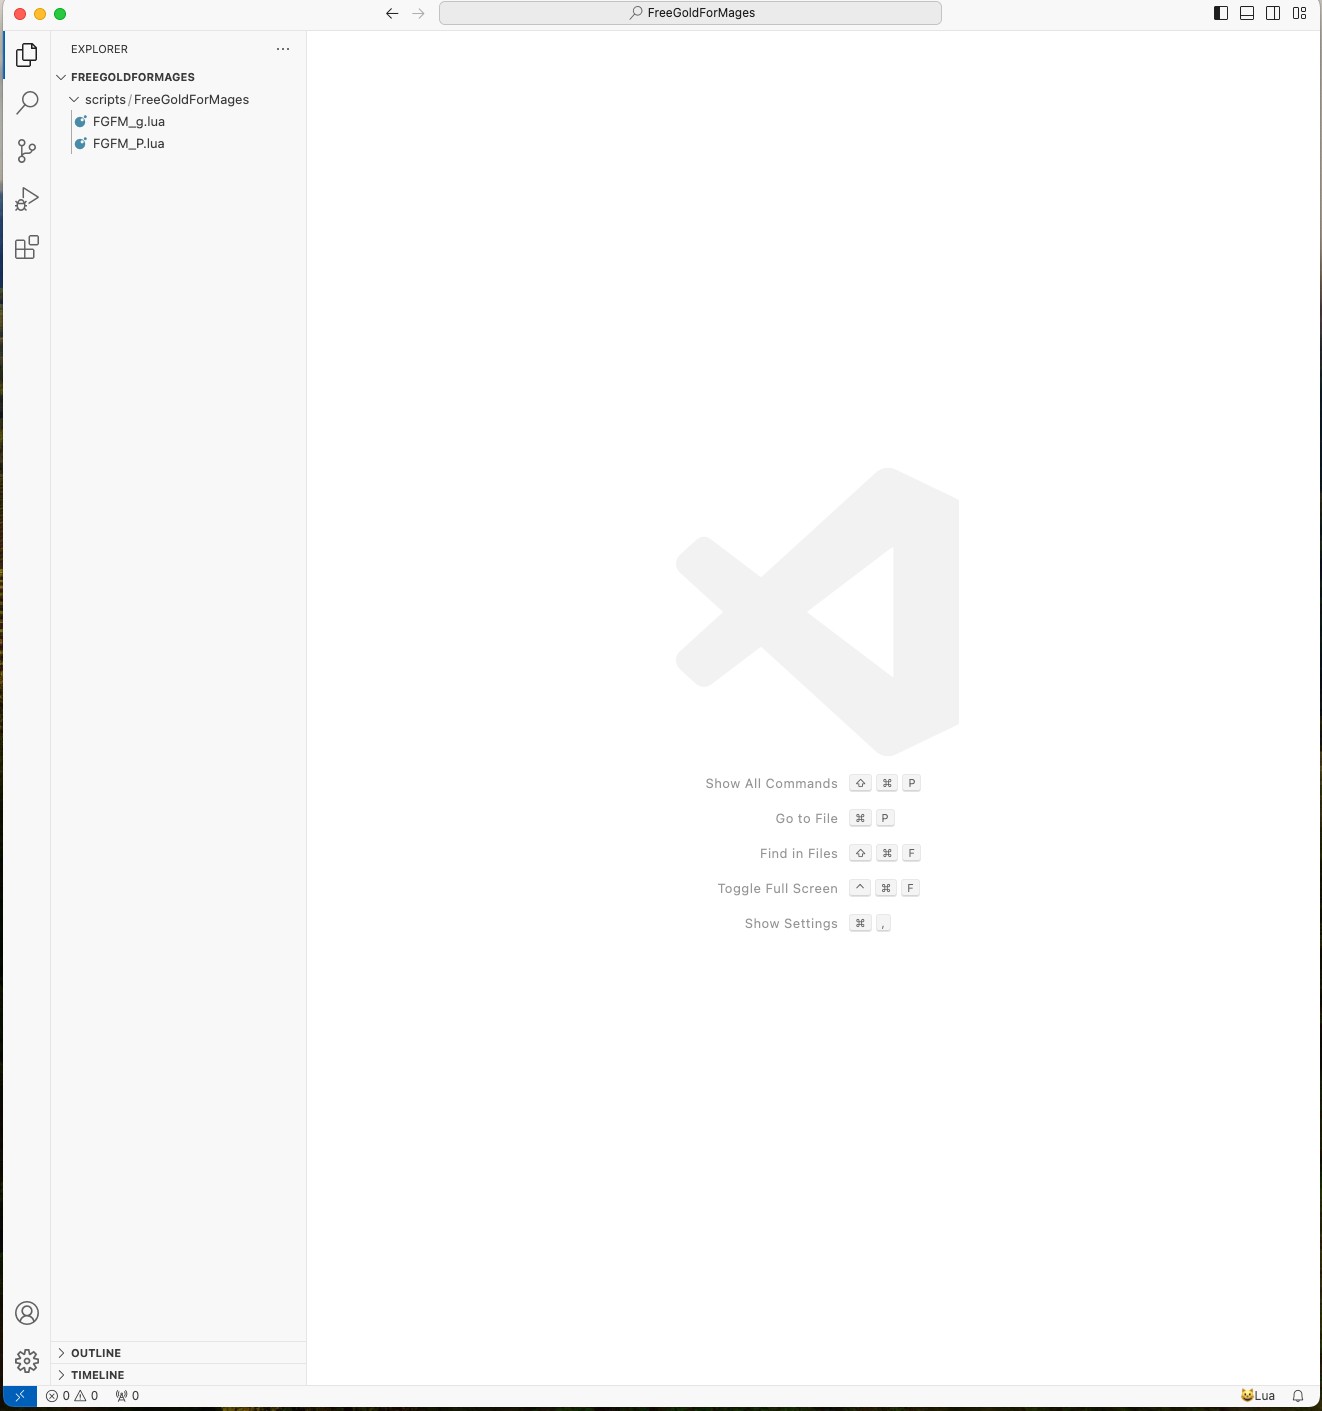 FreeGoldForMages
EXPLORER
FREEGOLDFORMAGES
scripts/FreeGoldForMages
FGFM_g.lua
FGFM_P.lua
Show All Commands ⇧ ⌘ P
Go to File ⌘ P
Find in Files ⇧ ⌘ F
Toggle Full Screen ^ ⌘ F
Show Settings ⌘ ,
OUTLINE
TIMELINE
0 0 0
Lua